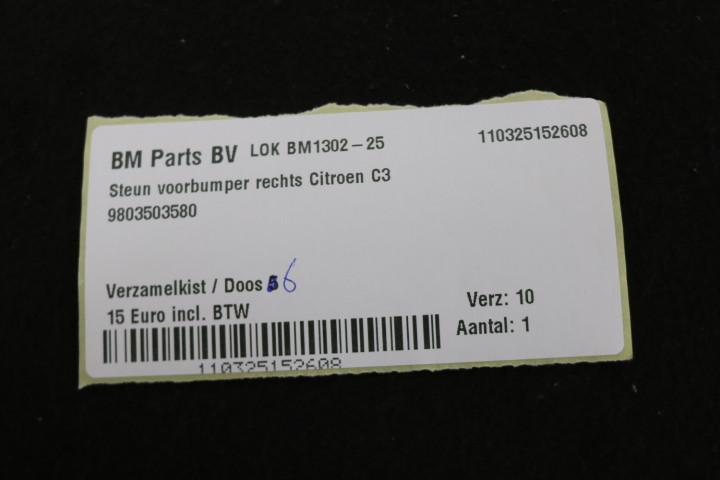 BM Parts BV LOK BM1302-25 110325152608
Steun voorbumper rechts Citroen C3
9803503580
Verzamelkist / Doos 6
15 Euro incl. BTW
Verz: 10
Aantal: 1
110325152608